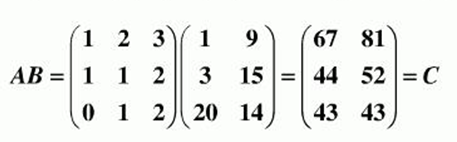 AB = (1 2 3; 1 1 2; 0 1 2)(1 9; 3 15; 20 14) = (67 81; 44 52; 43 43) = C